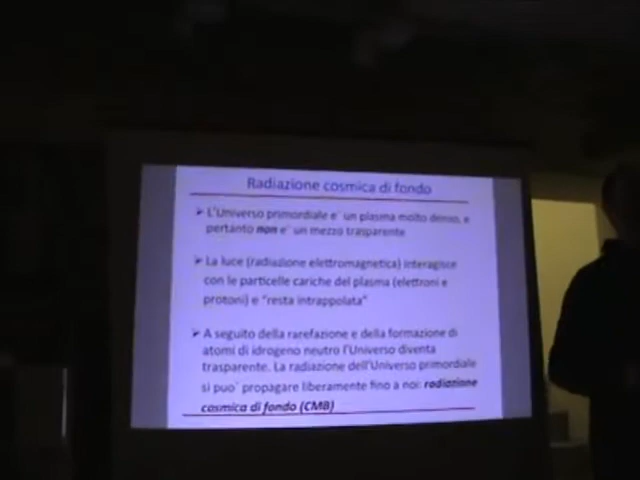 Radiazione cosmica di fondo
➤ L'Universo primordiale e' un plasma molto denso, e
pertanto non e' un mezzo trasparente
➤ La luce (radiazione elettromagnetica) interagisce
con le particelle cariche del plasma (elettroni e
protoni) e "resta intrappolata"
➤ A seguito della rarefazione e della formazione di
atomi di idrogeno neutro l'Universo diventa
trasparente. La radiazione dell'Universo primordiale
si puo' propagare liberamente fino a noi: radiazione
cosmica di fondo (CMB)